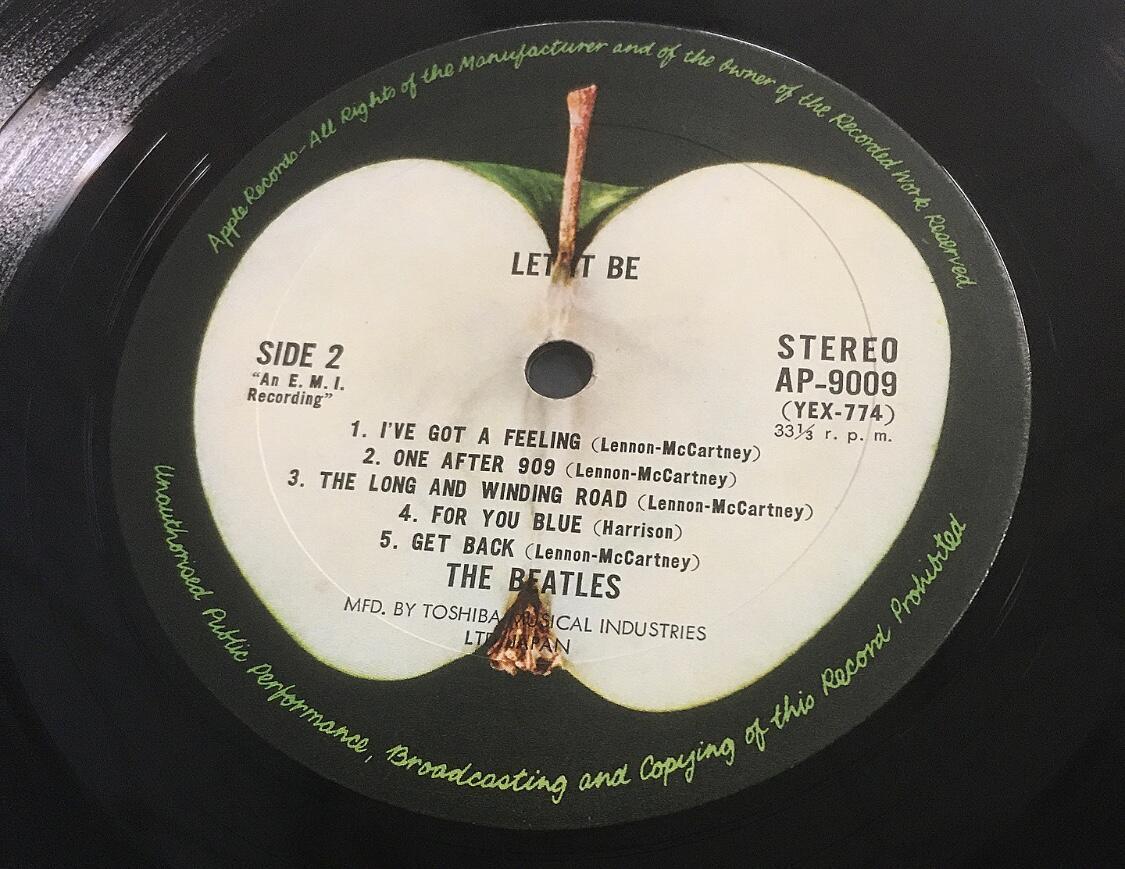 Apple Records-All Rights of the Manufacturer and of the Owner of the Recorded Work Reserved
LET IT BE
SIDE 2
"An E. M. I.
Recording"
STEREO
AP-9009
(YEX-774)
33⅓ r. p. m.
1. I'VE GOT A FEELING (Lennon-McCartney)
2. ONE AFTER 909 (Lennon-McCartney)
3. THE LONG AND WINDING ROAD (Lennon-McCartney)
4. FOR YOU BLUE (Harrison)
5. GET BACK (Lennon-McCartney)
THE BEATLES
MFD. BY TOSHIBA MUSICAL INDUSTRIES
LTD. JAPAN
Unauthorised Public Performance, Broadcasting and Copying of this Record Prohibited